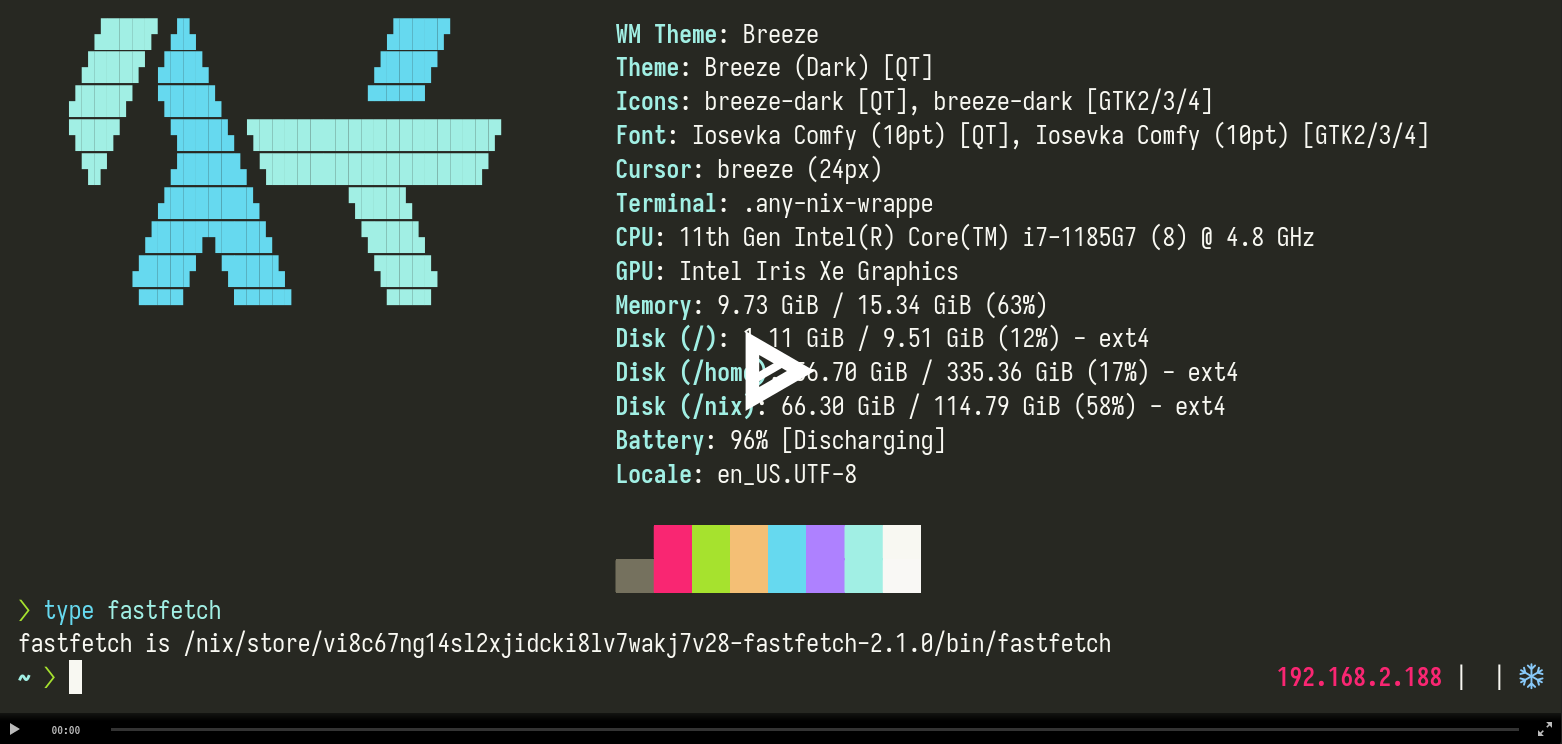 WM Theme: Breeze
Theme: Breeze (Dark) [QT]
Icons: breeze-dark [QT], breeze-dark [GTK2/3/4]
Font: Iosevka Comfy (10pt) [QT], Iosevka Comfy (10pt) [GTK2/3/4]
Cursor: breeze (24px)
Terminal: .any-nix-wrappe
CPU: 11th Gen Intel(R) Core(TM) i7-1185G7 (8) @ 4.8 GHz
GPU: Intel Iris Xe Graphics
Memory: 9.73 GiB / 15.34 GiB (63%)
Disk (/): 1.11 GiB / 9.51 GiB (12%) - ext4
Disk (/home): 56.70 GiB / 335.36 GiB (17%) - ext4
Disk (/nix): 66.30 GiB / 114.79 GiB (58%) - ext4
Battery: 96% [Discharging]
Locale: en_US.UTF-8
❯ type fastfetch
fastfetch is /nix/store/vi8c67ng14sl2xjidcki8lv7wakj7v28-fastfetch-2.1.0/bin/fastfetch
~ ❯ 192.168.2.188 | | ❄
00:00